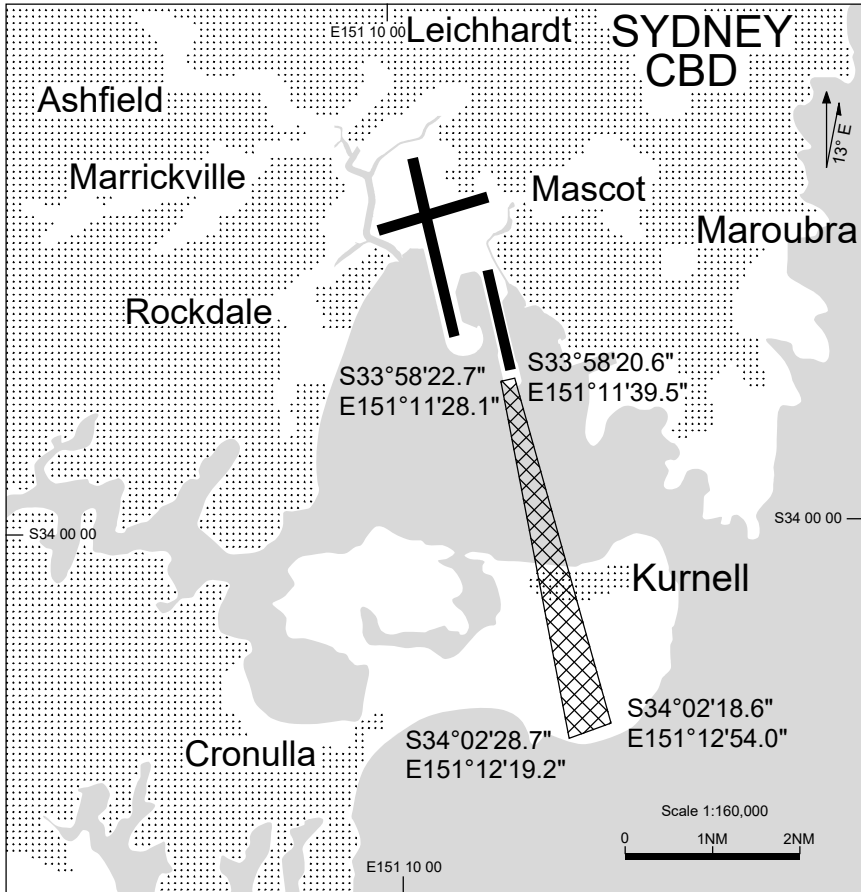 E151 10 00
Leichhardt
SYDNEY
CBD
Ashfield
13° E
Marrickville
Mascot
Maroubra
Rockdale
S33°58'22.7"
E151°11'28.1"
S33°58'20.6"
E151°11'39.5"
S34 00 00
S34 00 00
Kurnell
S34°02'18.6"
E151°12'54.0"
S34°02'28.7"
E151°12'19.2"
Cronulla
Scale 1:160,000
0 1NM 2NM
E151 10 00